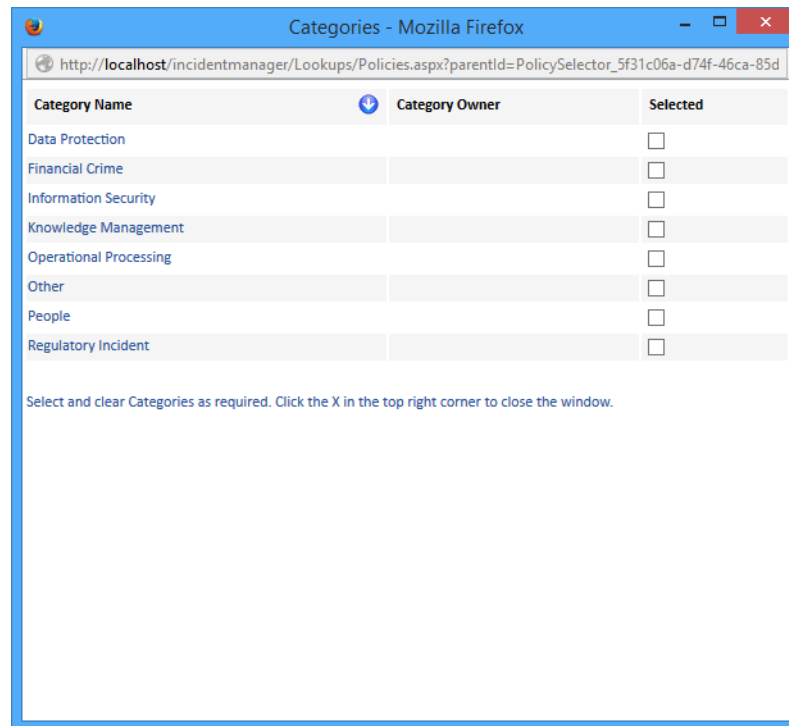 Categories - Mozilla Firefox
http://localhost/incidentmanager/Lookups/Policies.aspx?parentId=PolicySelector_5f31c06a-d74f-46ca-85d
Category Name Category Owner Selected
Data Protection
Financial Crime
Information Security
Knowledge Management
Operational Processing
Other
People
Regulatory Incident
Select and clear Categories as required. Click the X in the top right corner to close the window.